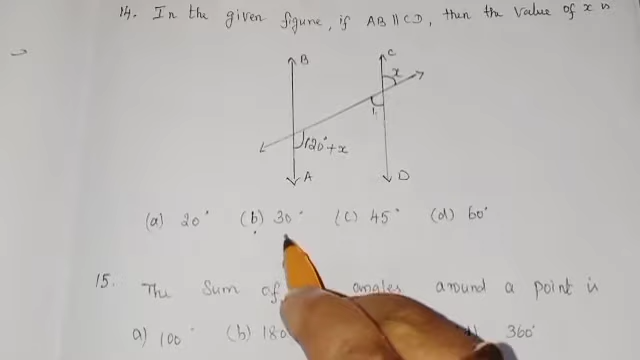 14. In the given figure, if AB || CD, then the value of x is
B
C
x
1
120° + x
A
D
(a) 20° (b) 30° (c) 45° (d) 60°
15. The Sum of angles around a point is
a) 100° (b) 180 360°